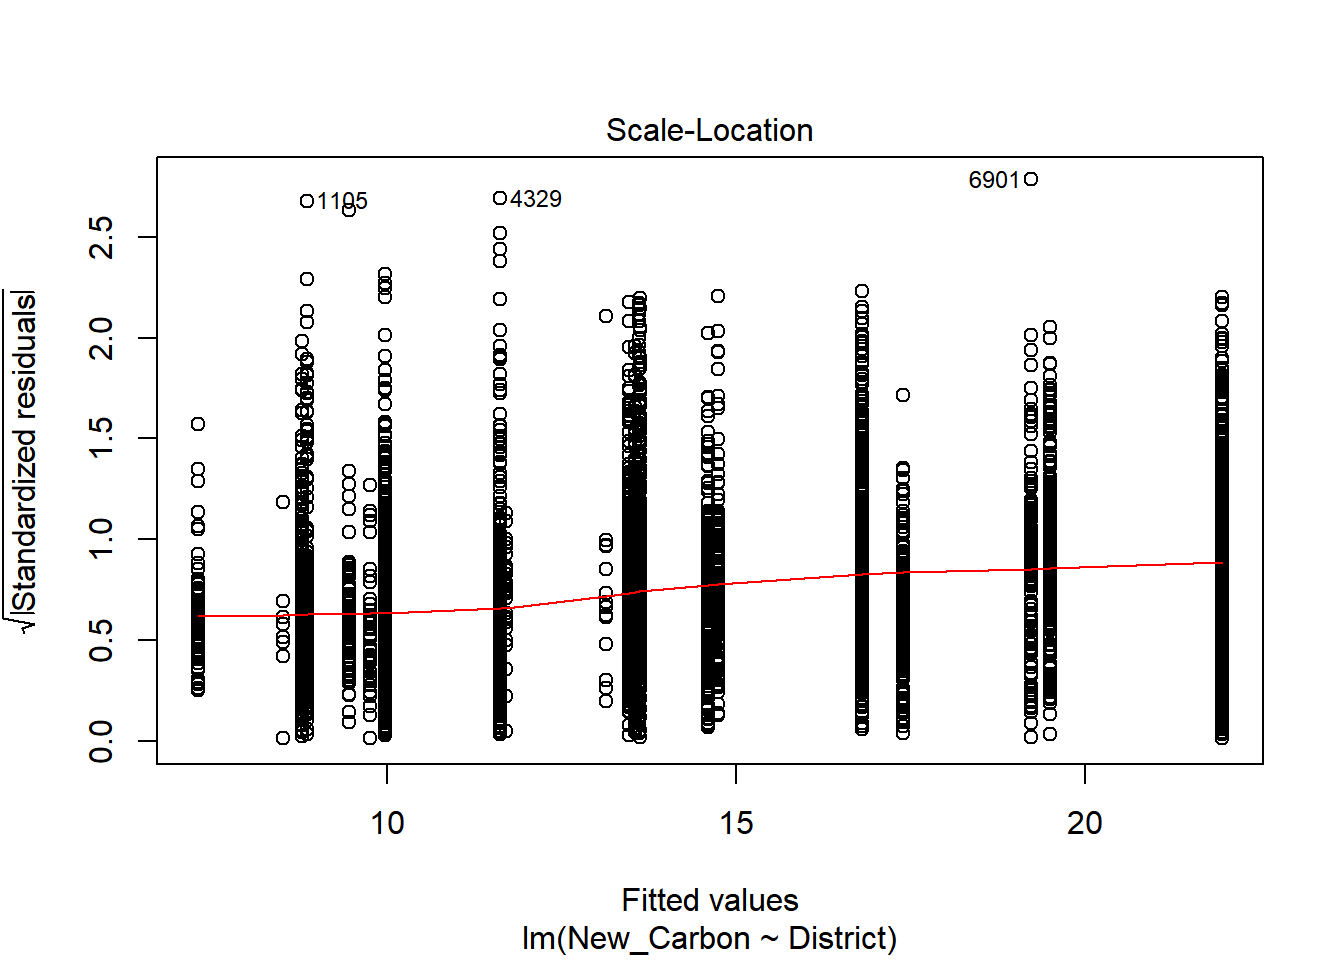 Scale-Location
√|Standardized residuals|
2.5
2.0
1.5
1.0
0.5
0.0
1105
4329
6901
10 15 20
Fitted values
lm(New_Carbon ~ District)